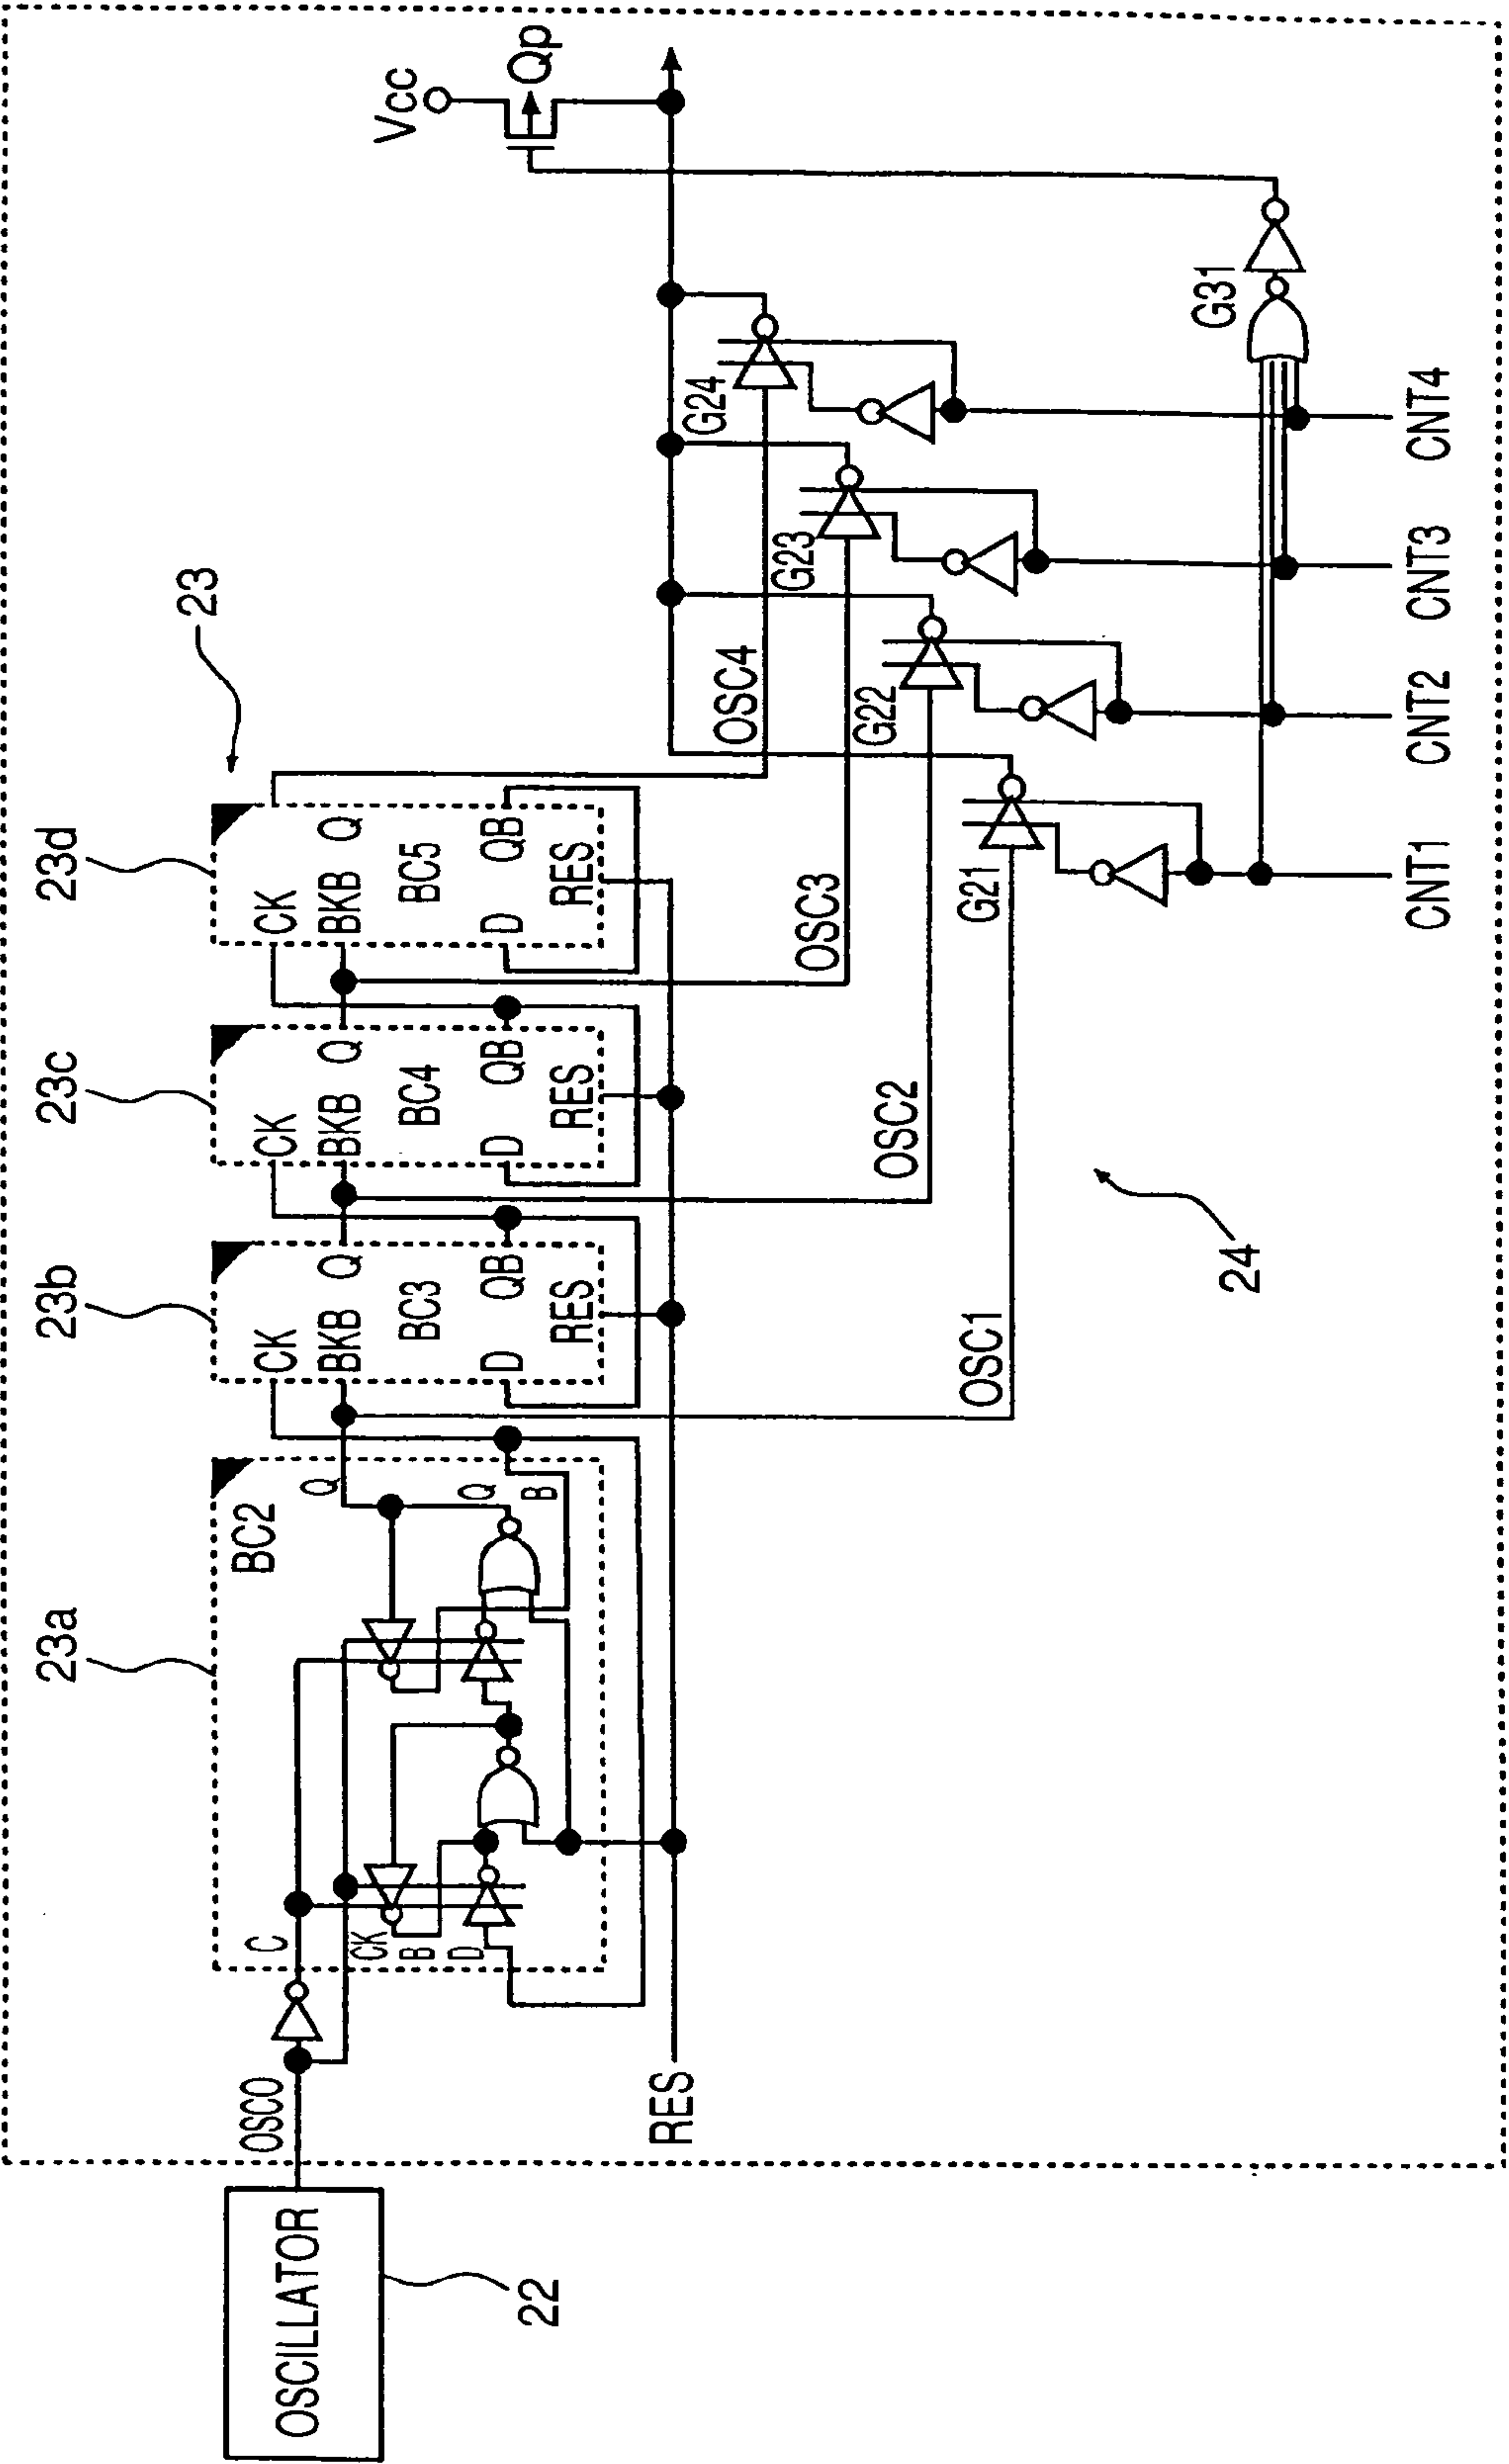 OSCILLATOR
22
OSC0
RES
23a
BC2
C
CK
B
D
Q
Q
B
23b
CK
BKB Q
BC3
D QB
RES
23c
CK
BKB Q
BC4
D QB
RES
23d
CK
BKB Q
BC5
D QB
RES
23
OSC1
OSC2
OSC3
OSC4
24
G21
G22
G23
G24
G31
Vcc
Qp
CNT1
CNT2
CNT3
CNT4